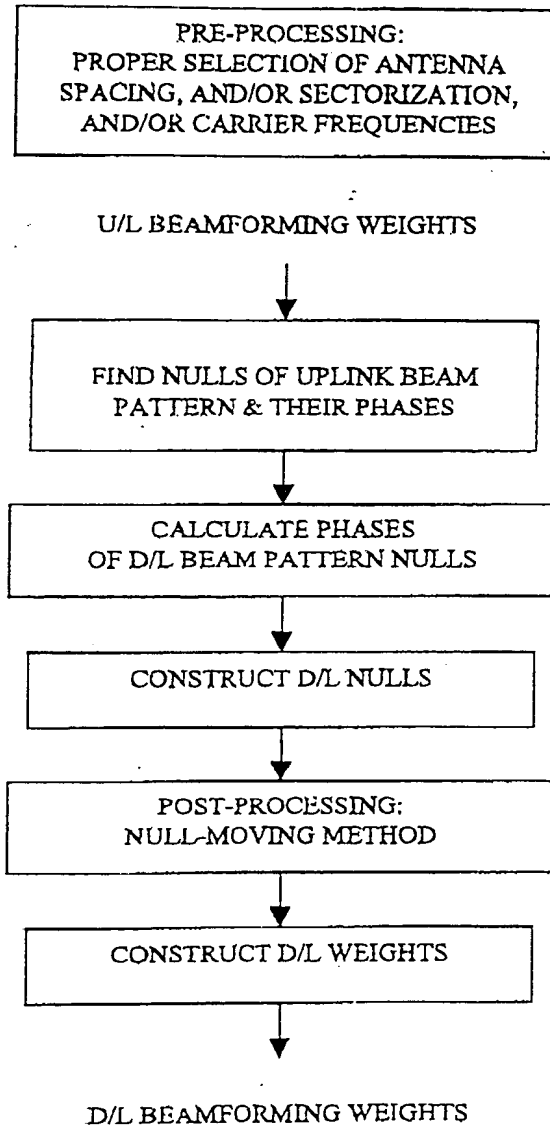 PRE-PROCESSING:
PROPER SELECTION OF ANTENNA
SPACING, AND/OR SECTORIZATION,
AND/OR CARRIER FREQUENCIES
U/L BEAMFORMING WEIGHTS
FIND NULLS OF UPLINK BEAM
PATTERN & THEIR PHASES
CALCULATE PHASES
OF D/L BEAM PATTERN NULLS
CONSTRUCT D/L NULLS
POST-PROCESSING:
NULL-MOVING METHOD
CONSTRUCT D/L WEIGHTS
D/L BEAMFORMING WEIGHTS